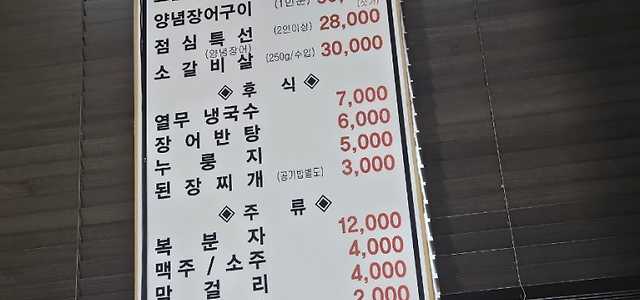 양념장어구이 (1인분)
점심특선 (2인이상) 28,000
(양념장어)
소갈비살 (250g/수입) 30,000
◈ 후 식 ◈
열무냉국수 7,000
장어반탕 6,000
누룽지 5,000
된장찌개 (공기밥별도) 3,000
◈ 주 류 ◈
복분자 12,000
맥주/소주 4,000
막걸리 4,000
2,000